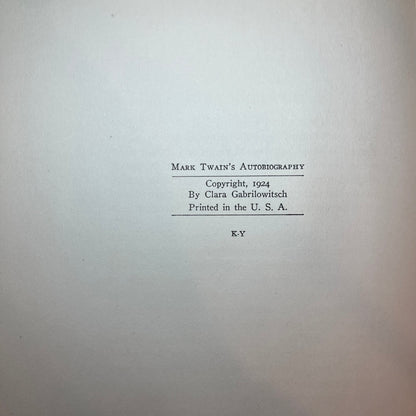 Mark Twain's Autobiography
Copyright, 1924
By Clara Gabrilowitsch
Printed in the U. S. A.
K-Y